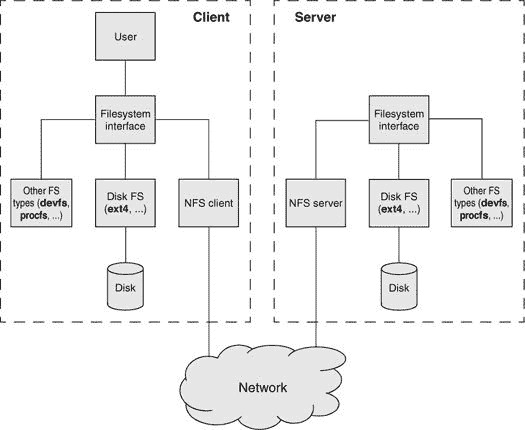 Client
User
Filesystem
interface
Other FS
types (devfs,
procfs, ...)
Disk FS
(ext4, ...)
NFS client
Disk
Server
Filesystem
interface
NFS server
Disk FS
(ext4, ...)
Other FS
types (devfs,
procfs, ...)
Disk
Network